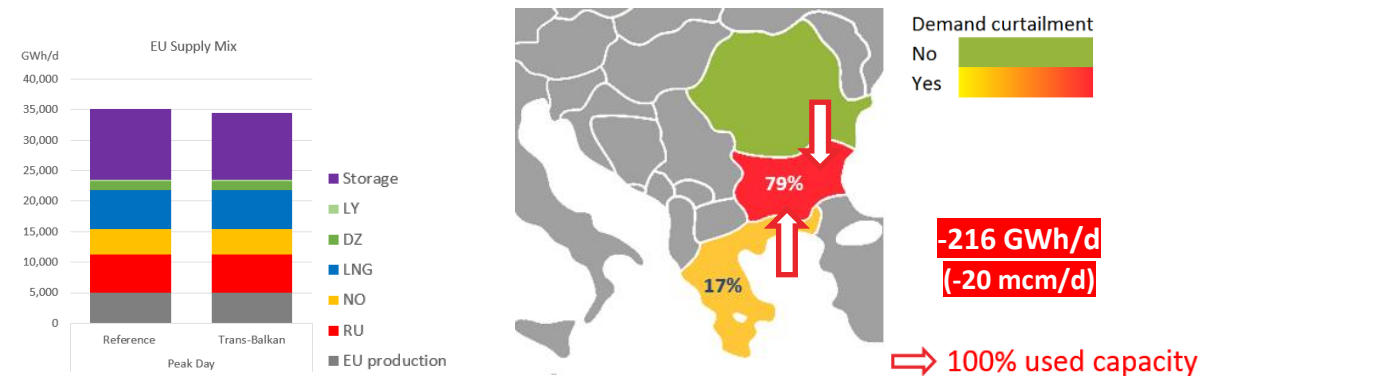 EU Supply Mix
GWh/d
40,000
35,000
30,000
25,000
20,000
15,000
10,000
5,000
0
Reference
Trans-Balkan
Peak Day
Storage
LY
DZ
LNG
NO
RU
EU production
79%
17%
Demand curtailment
No
Yes
-216 GWh/d
(-20 mcm/d)
100% used capacity